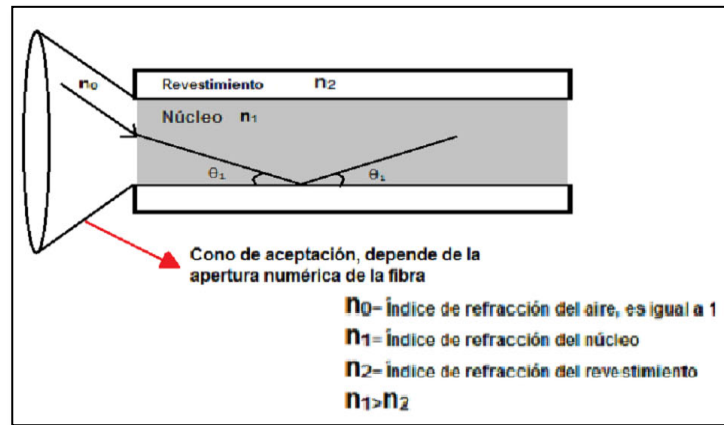 n₀
Revestimiento n₂
Núcleo n₁
θ₁ θ₁
Cono de aceptación, depende de la
apertura numérica de la fibra
n₀= Índice de refracción del aire, es igual a 1
n₁= Índice de refracción del núcleo
n₂= Índice de refracción del revestimiento
n₁>n₂